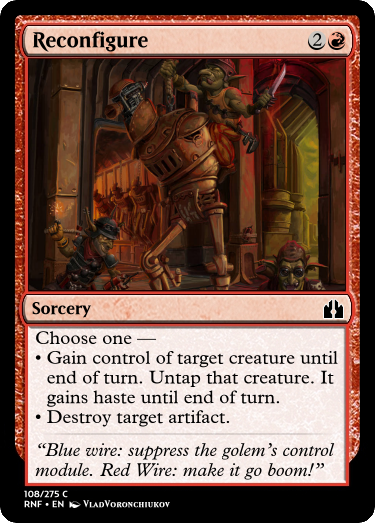 Reconfigure 2
Sorcery
Choose one —
• Gain control of target creature until
end of turn. Untap that creature. It
gains haste until end of turn.
• Destroy target artifact.
“Blue wire: suppress the golem’s control
module. Red Wire: make it go boom!”
108/275 C
RNF • EN VladVoronchiukov